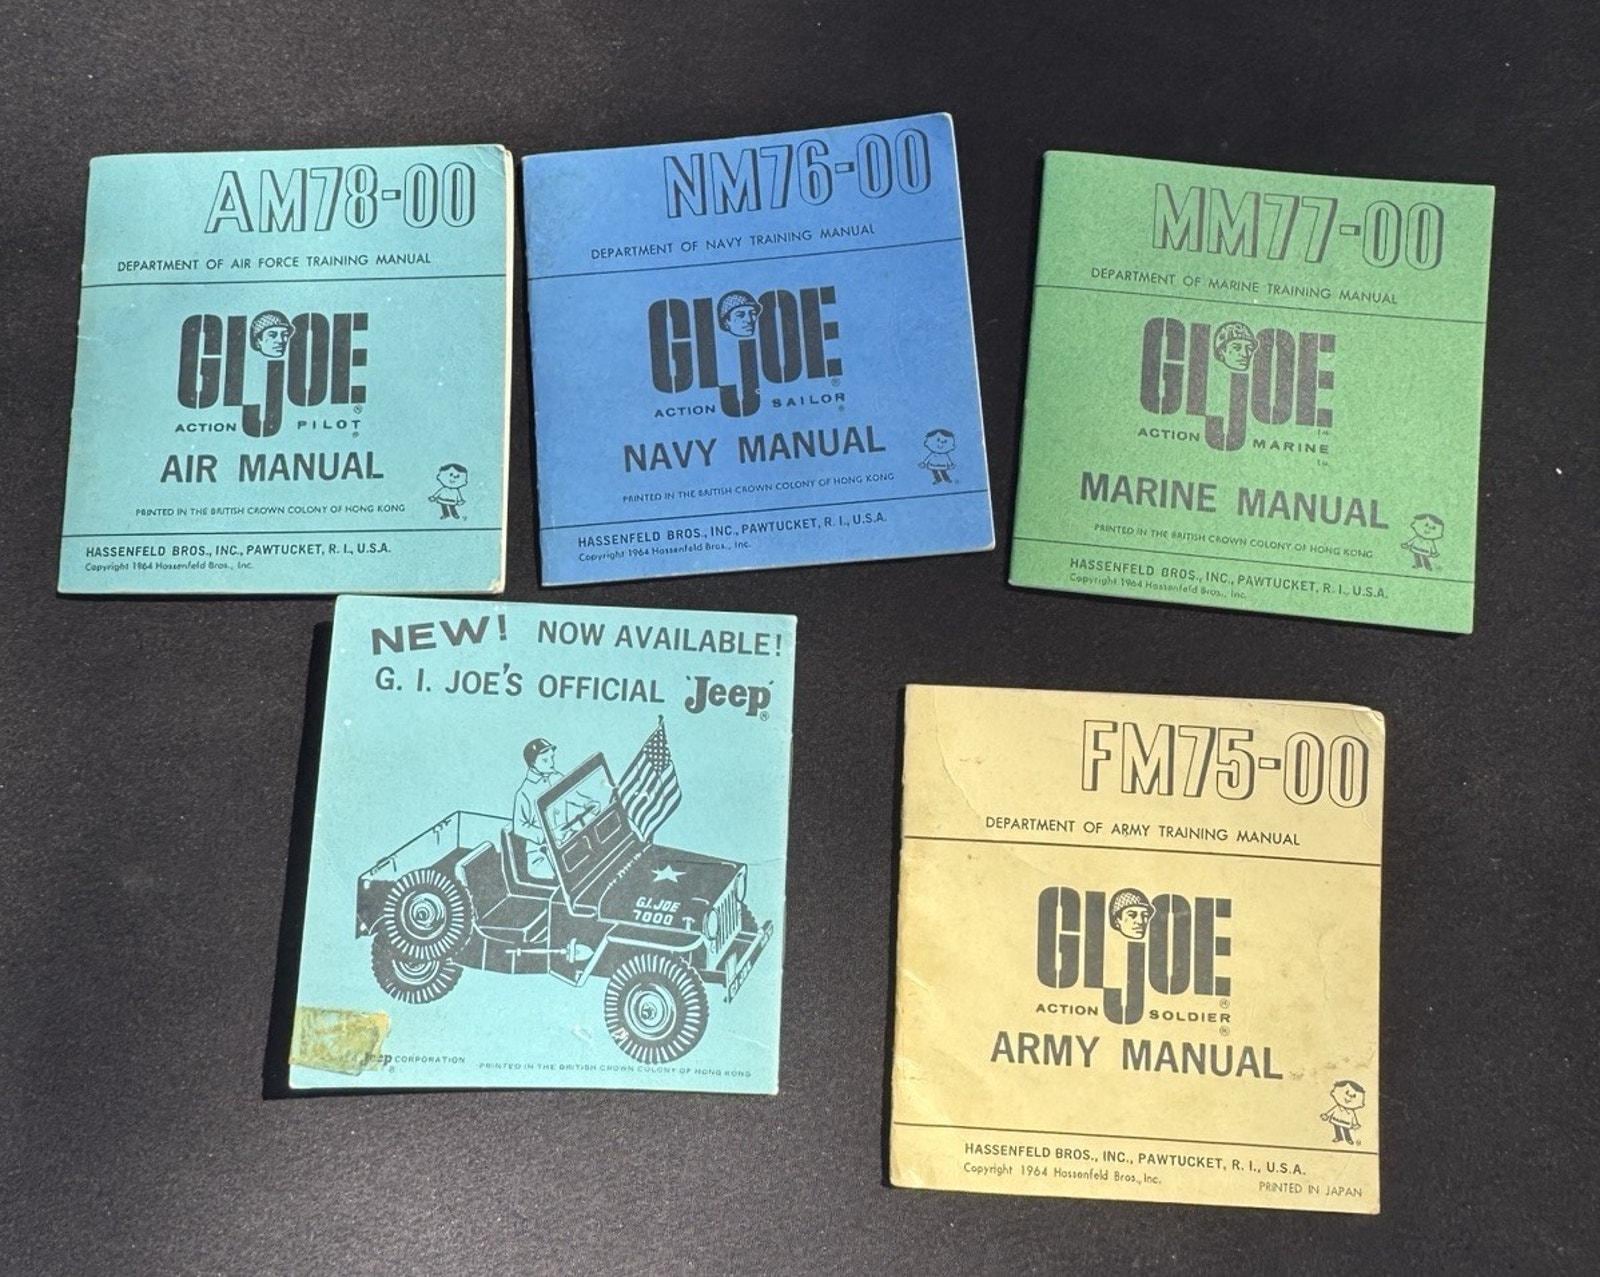 AM78-00
DEPARTMENT OF AIR FORCE TRAINING MANUAL
GI JOE®
ACTION PILOT®
AIR MANUAL
PRINTED IN THE BRITISH CROWN COLONY OF HONG KONG
HASSENFELD BROS., INC., PAWTUCKET, R. I., U.S.A.
Copyright 1964 Hassenfeld Bros., Inc.
NM76-00
DEPARTMENT OF NAVY TRAINING MANUAL
GI JOE®
ACTION SAILOR®
NAVY MANUAL
PRINTED IN THE BRITISH CROWN COLONY OF HONG KONG
HASSENFELD BROS., INC., PAWTUCKET, R. I., U.S.A.
Copyright 1964 Hassenfeld Bros., Inc.
MM77-00
DEPARTMENT OF MARINE TRAINING MANUAL
GI JOE T.M.
ACTION MARINE T.M.
MARINE MANUAL
PRINTED IN THE BRITISH CROWN COLONY OF HONG KONG
HASSENFELD BROS., INC., PAWTUCKET, R. I., U.S.A.
Copyright 1964 Hassenfeld Bros., Inc.
NEW! NOW AVAILABLE!
G. I. JOE'S OFFICIAL 'Jeep'®
G.I. JOE
7000
G.I. JOE
Jeep CORPORATION
®
PRINTED IN THE BRITISH CROWN COLONY OF HONG KONG
FM75-00
DEPARTMENT OF ARMY TRAINING MANUAL
GI JOE®
ACTION SOLDIER®
ARMY MANUAL
HASSENFELD BROS., INC., PAWTUCKET, R. I., U.S.A.
Copyright 1964 Hassenfeld Bros., Inc.
PRINTED IN JAPAN